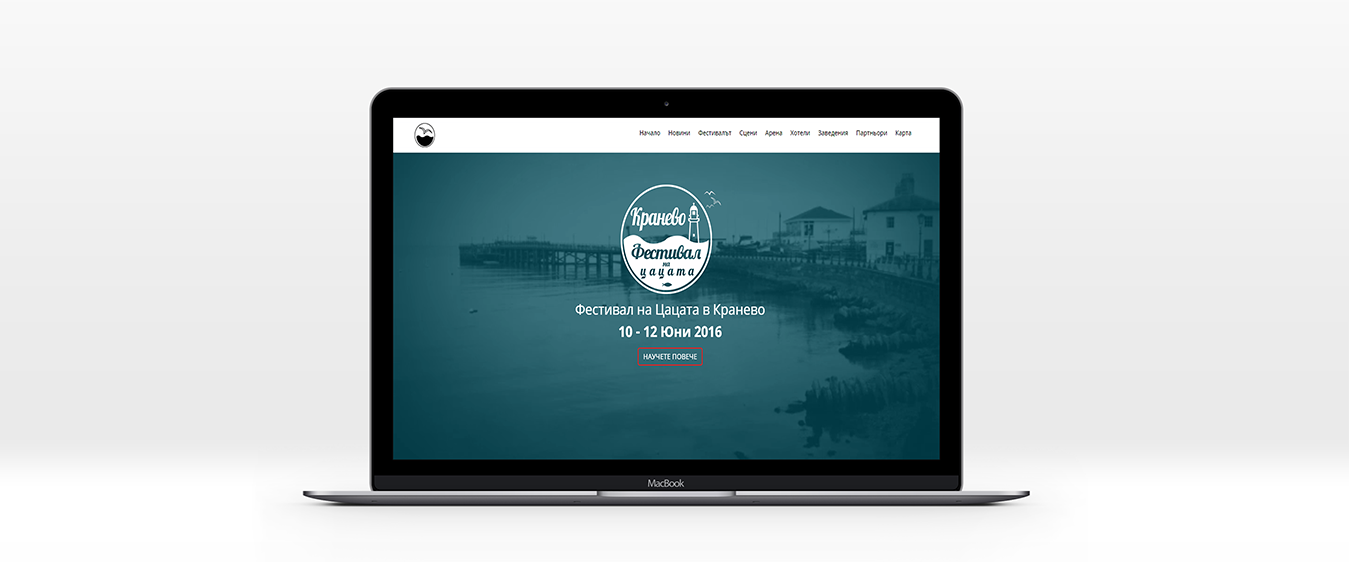 Начало Новини Фестивалът Сцени Арена Хотели Заведения Партньори Карта
Кранево
Фестивал
на
цацата
Фестивал на Цацата в Кранево
10 - 12 Юни 2016
НАУЧЕТЕ ПОВЕЧЕ
MacBook